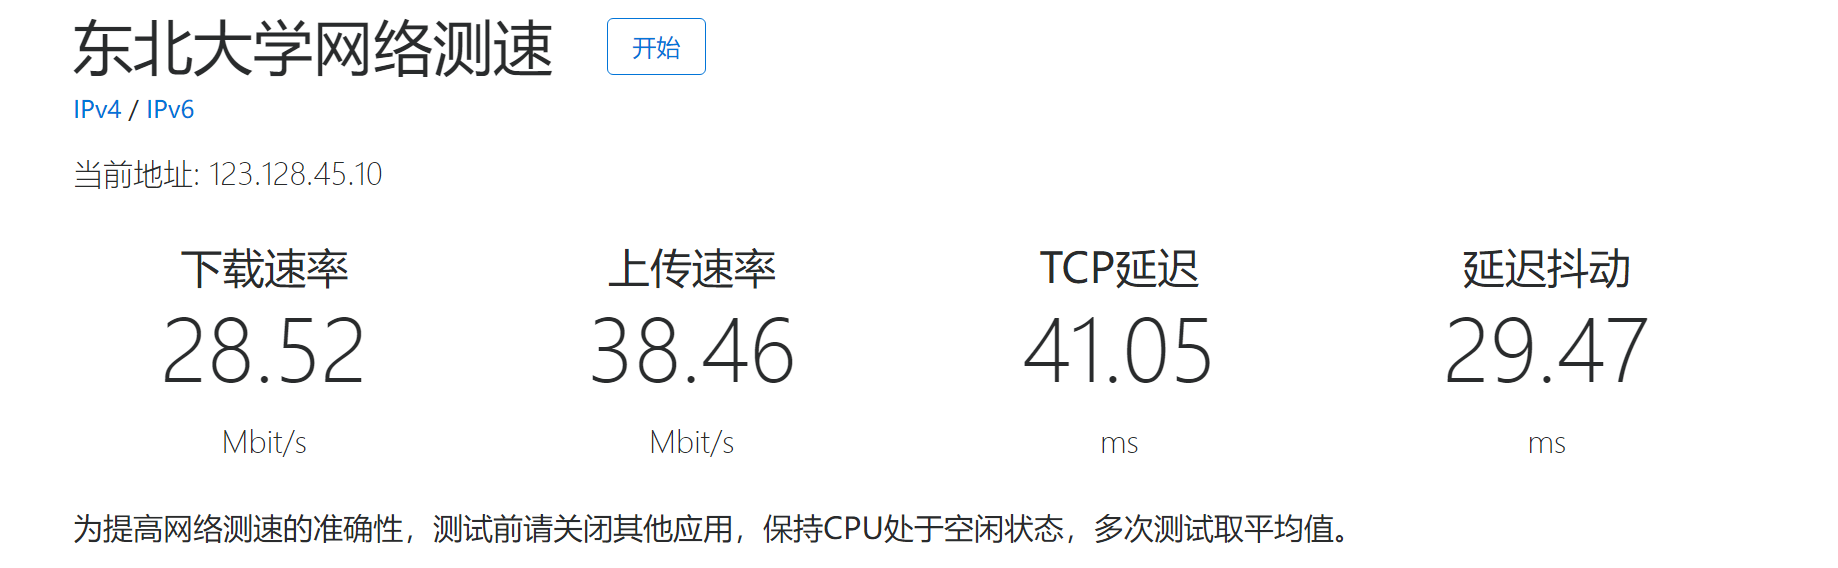 东北大学网络测速 开始
IPv4 / IPv6
当前地址: 123.128.45.10
下载速率 上传速率 TCP延迟 延迟抖动
28.52 38.46 41.05 29.47
Mbit/s Mbit/s ms ms
为提高网络测速的准确性，测试前请关闭其他应用，保持CPU处于空闲状态，多次测试取平均值。